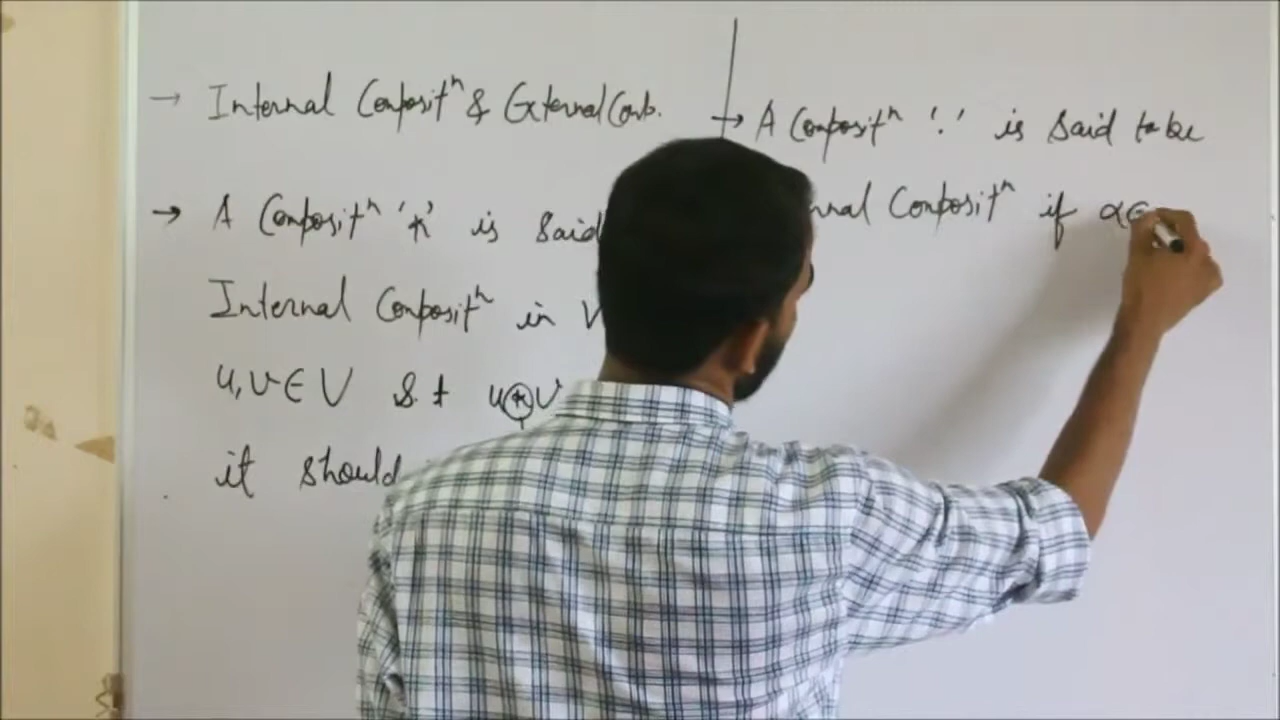 → Internal Compositⁿ & External Comb.
→ A Compositⁿ '*' is said
Internal Compositⁿ in V
u,v ∈ V s.t u * v
it should
→ A Compositⁿ '.' is said to be
nal Compositⁿ if α ∈